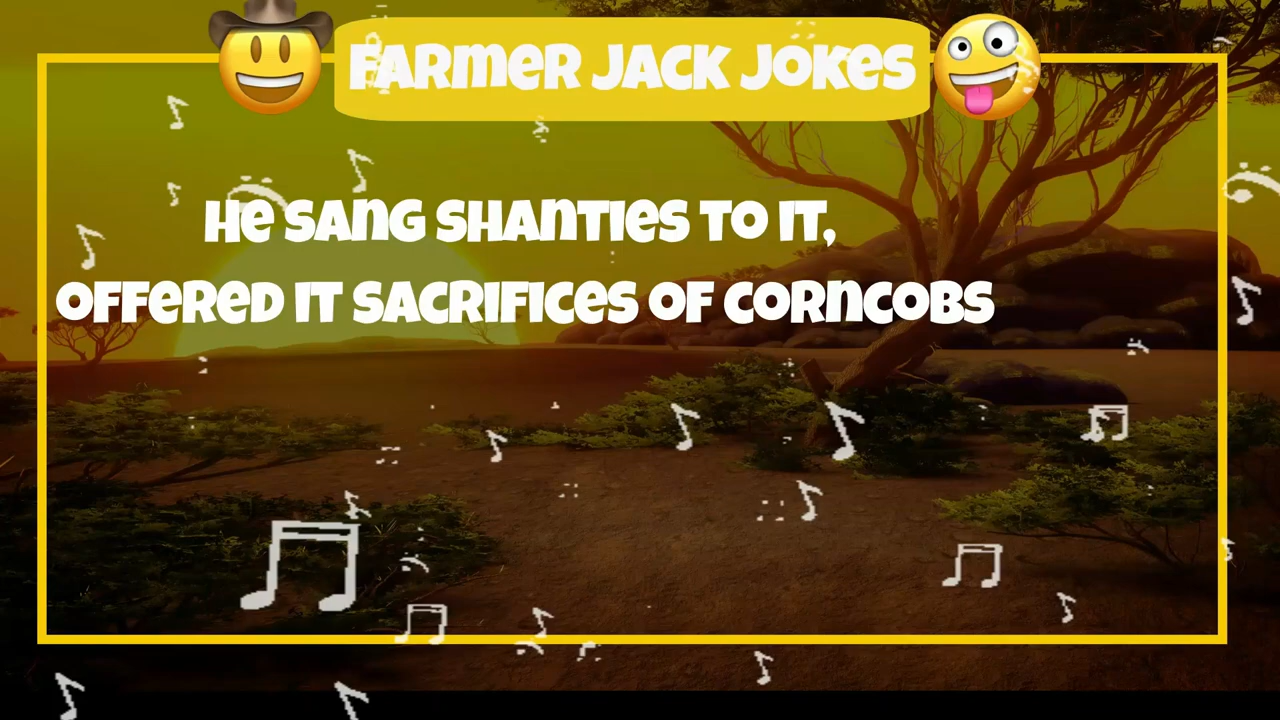 FARMER JACK JOKES
HE SANG SHANTIES TO IT,
OFFERED IT SACRIFICES OF CORNCOBS